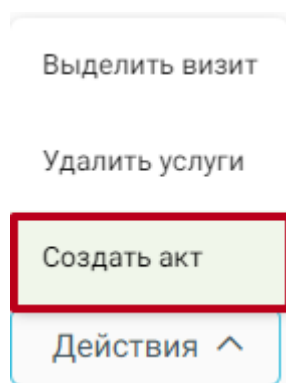 Выделить визит
Удалить услуги
Создать акт
Действия